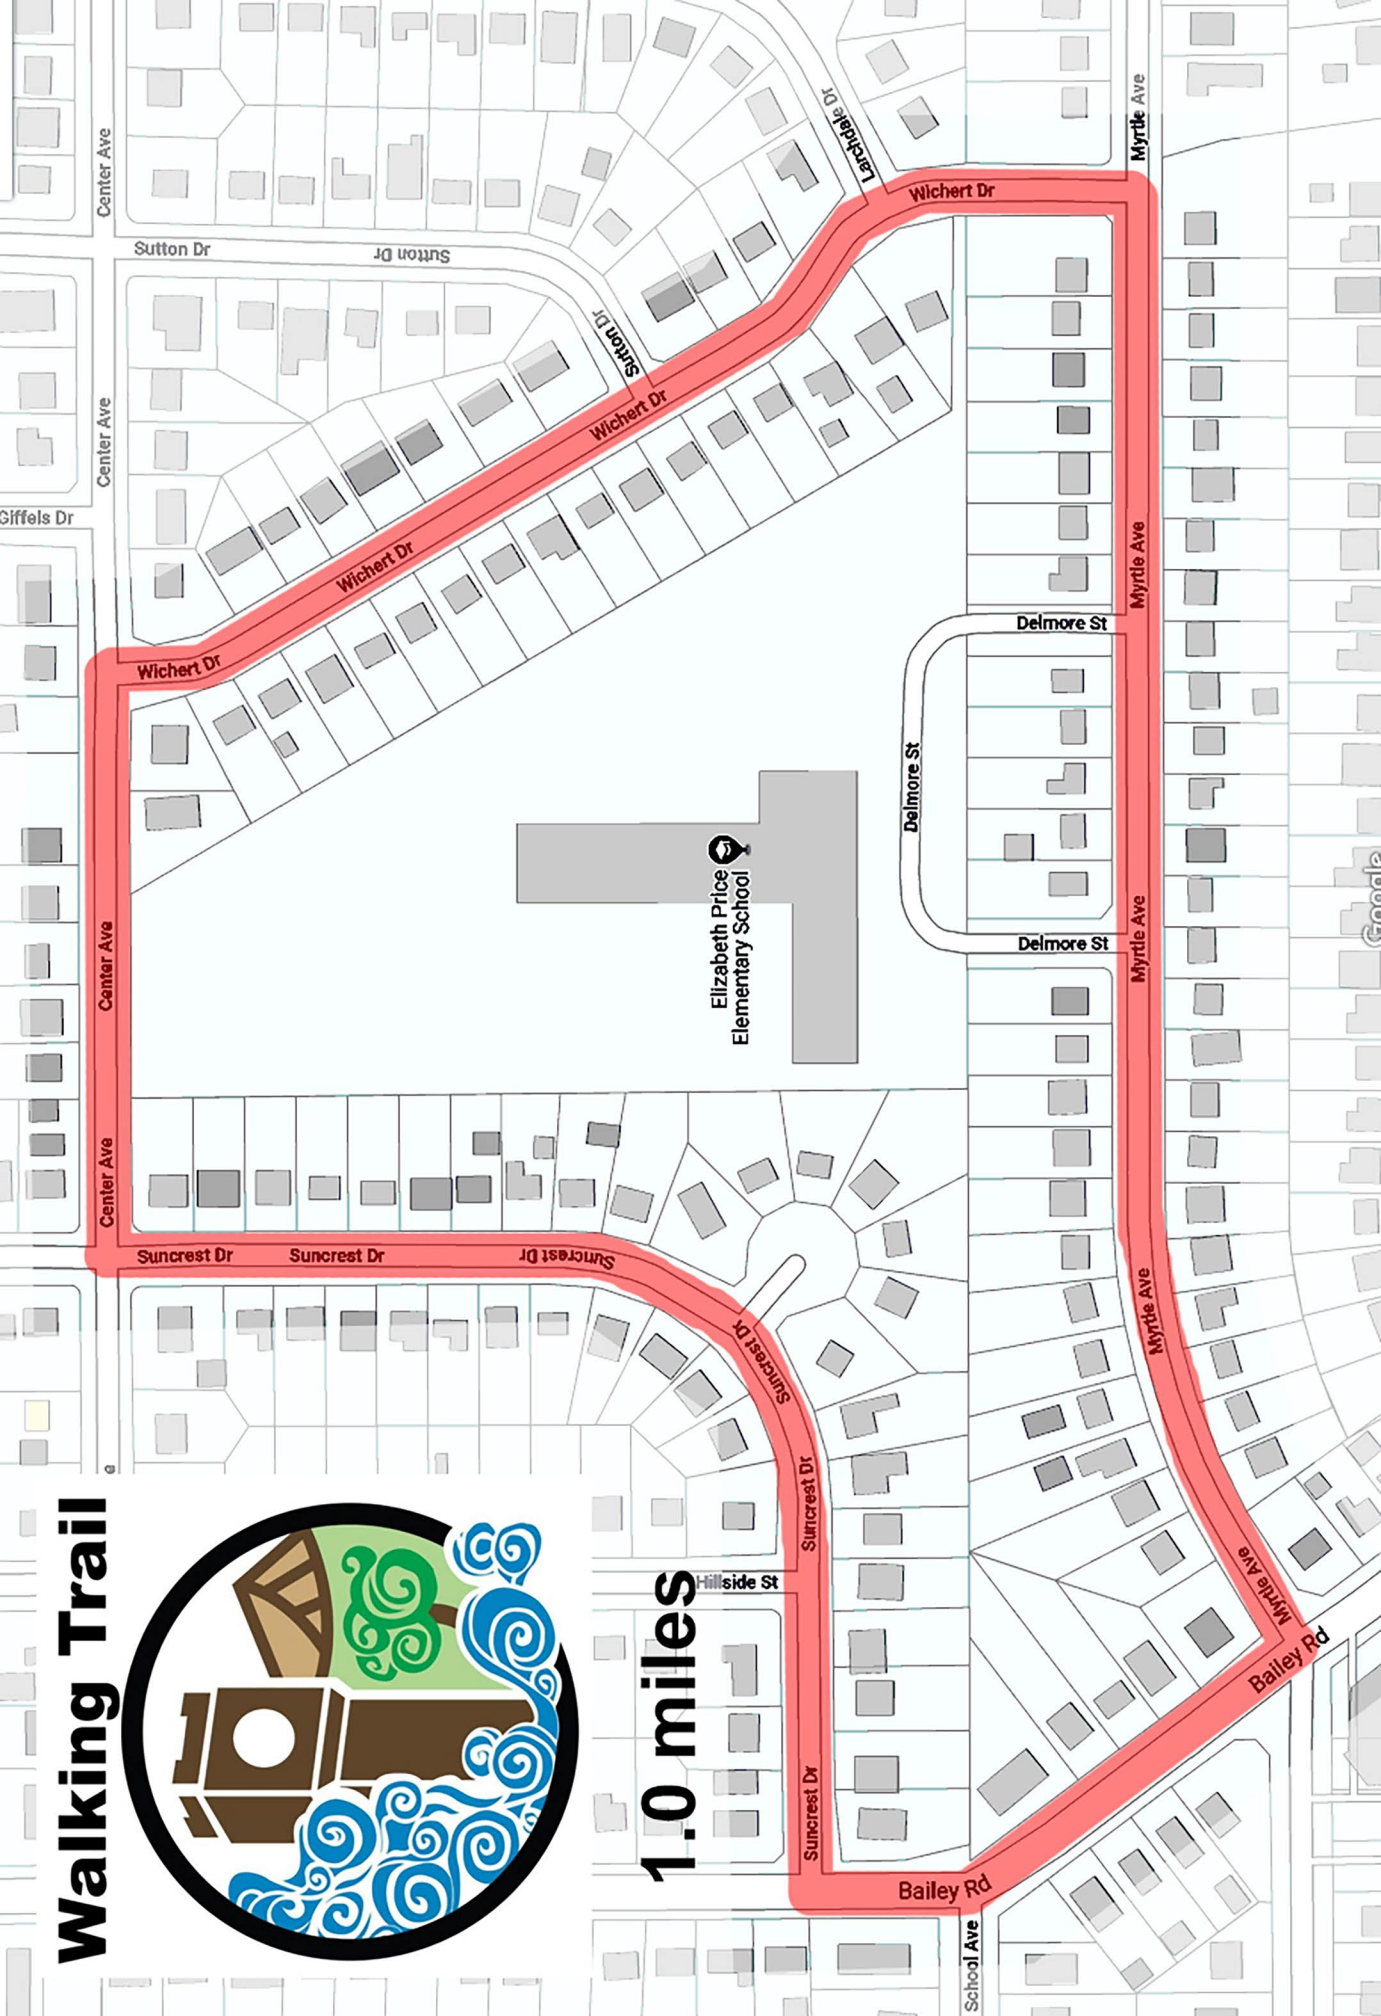 Center Ave
Larchdale Dr
Myrtle Ave
Wichert Dr
Sutton Dr
Sutton Dr
Sutton Dr
Center Ave
Wichert Dr
Giffels Dr
Wichert Dr
Myrtle Ave
Delmore St
Wichert Dr
Delmore St
Elizabeth Price
Elementary School
Google
Center Ave
Myrtle Ave
Delmore St
Center Ave
Suncrest Dr
Suncrest Dr
Suncrest Dr
Suncrest Dr
Myrtle Ave
Suncrest Dr
Hillside St
Myrtle Ave
Bailey Rd
Walking Trail
1.0 miles
Suncrest Dr
Bailey Rd
School Ave